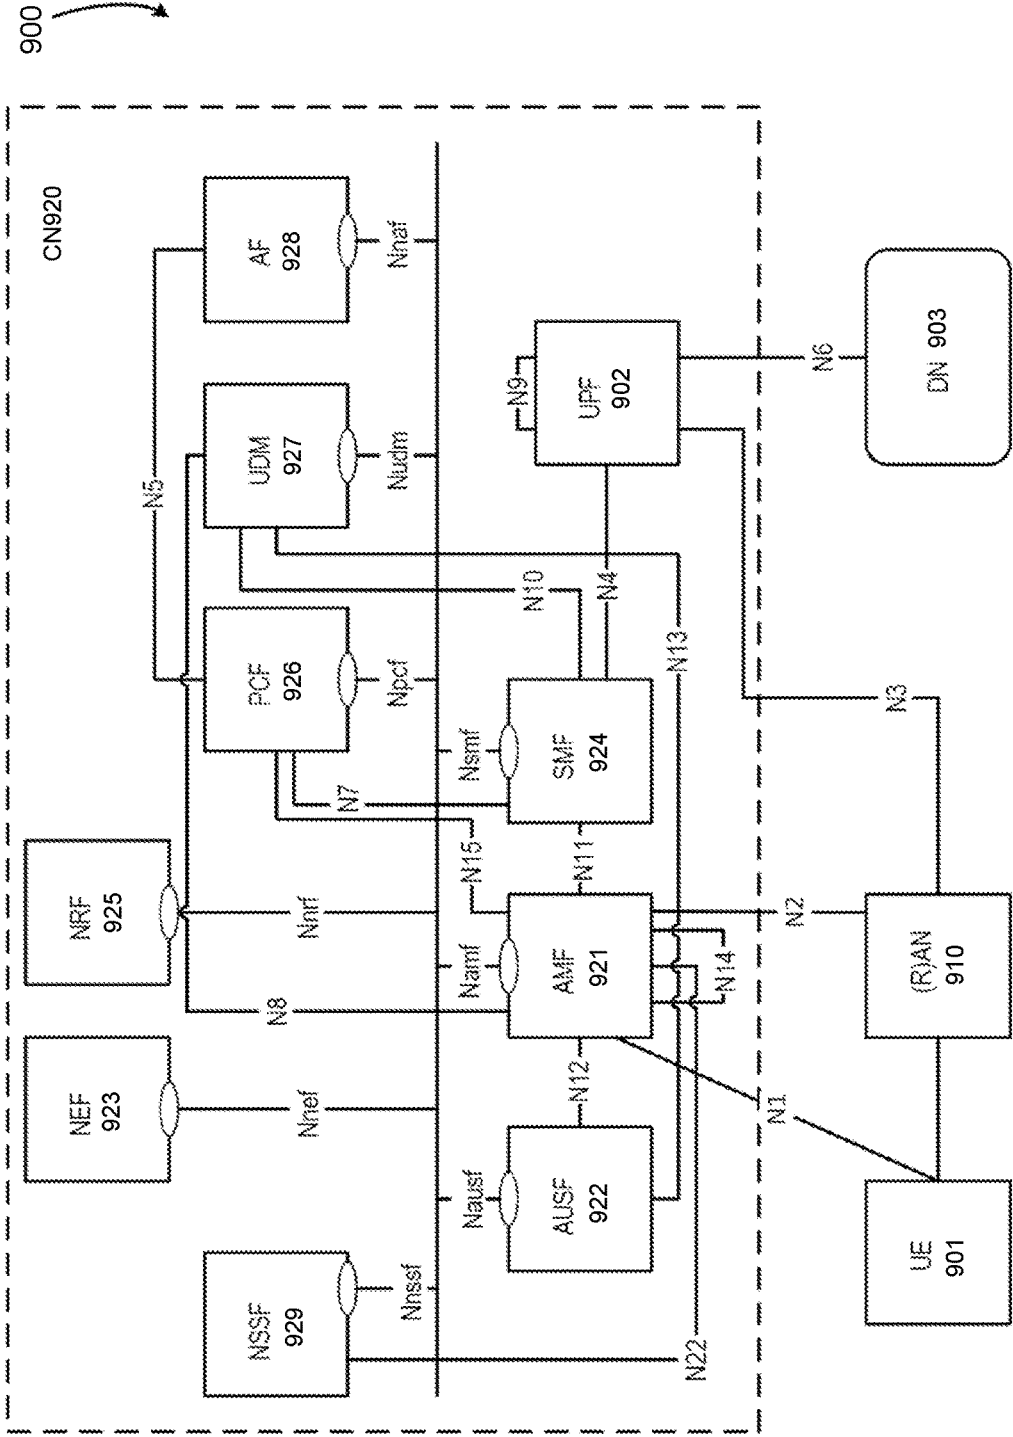 900
CN920
NSSF
929
Nnssf
NEF
923
Nnef
NRF
925
Nnrf
PCF
926
Npcf
UDM
927
Nudm
AF
928
Nnaf
N5
N8
N7
N15
N10
Nausf
AUSF
922
Namf
AMF
921
Nsmf
SMF
924
N9
UPF
902
N12
N11
N4
N13
N22
N14
N1
N2
N3
N6
UE
901
(R)AN
910
DN 903